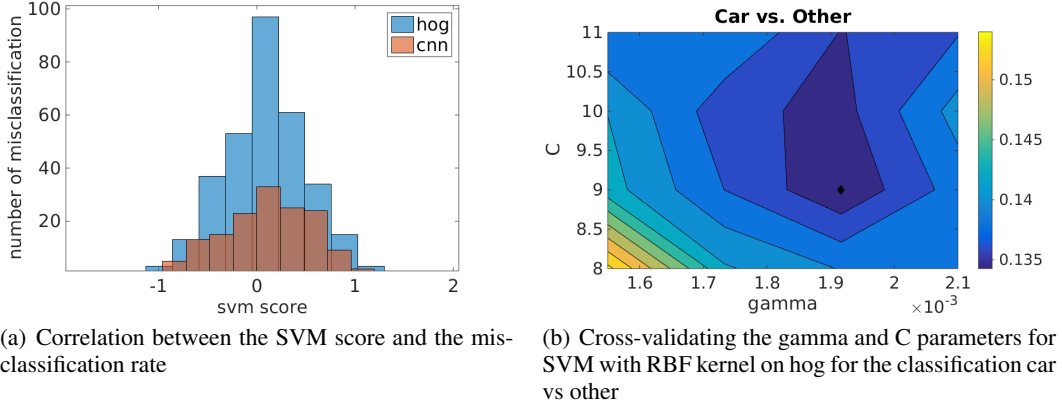 number of misclassification
100
80
60
40
20
-1
0
1
2
svm score
hog
cnn
(a) Correlation between the SVM score and the mis-
classification rate
Car vs. Other
C
11
10.5
10
9.5
9
8.5
8
1.6
1.7
1.8
1.9
2
2.1
gamma
×10⁻³
0.15
0.145
0.14
0.135
(b) Cross-validating the gamma and C parameters for
SVM with RBF kernel on hog for the classification car
vs other